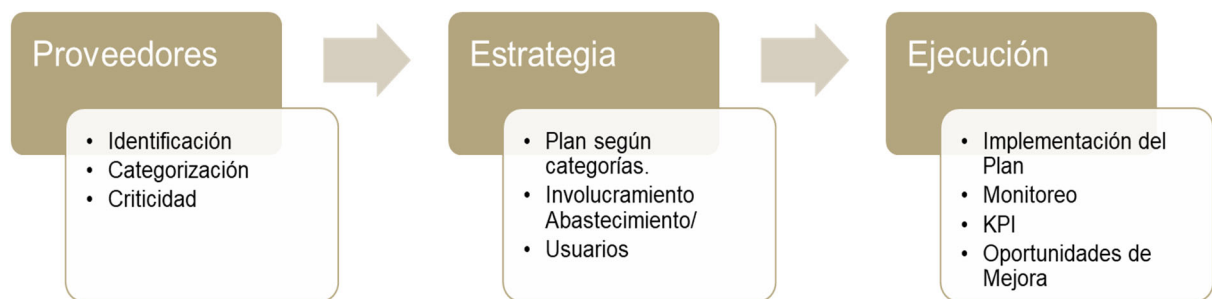 Proveedores
• Identificación
• Categorización
• Criticidad
Estrategia
• Plan según
categorías.
• Involucramiento
Abastecimiento/
• Usuarios
Ejecución
• Implementación del
Plan
• Monitoreo
• KPI
• Oportunidades de
Mejora